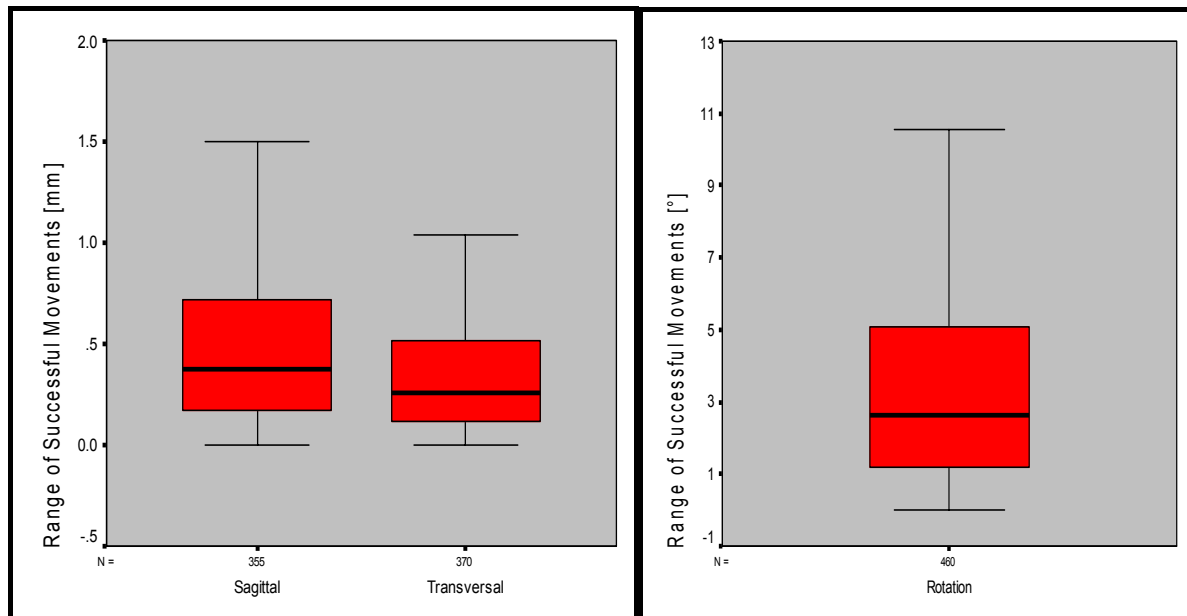 Range of Successful Movements [mm]
2.0
1.5
1.0
.5
0.0
-.5
N =
355
370
Sagittal
Transversal
Range of Successful Movements [°]
13
11
9
7
5
3
1
-1
N =
460
Rotation